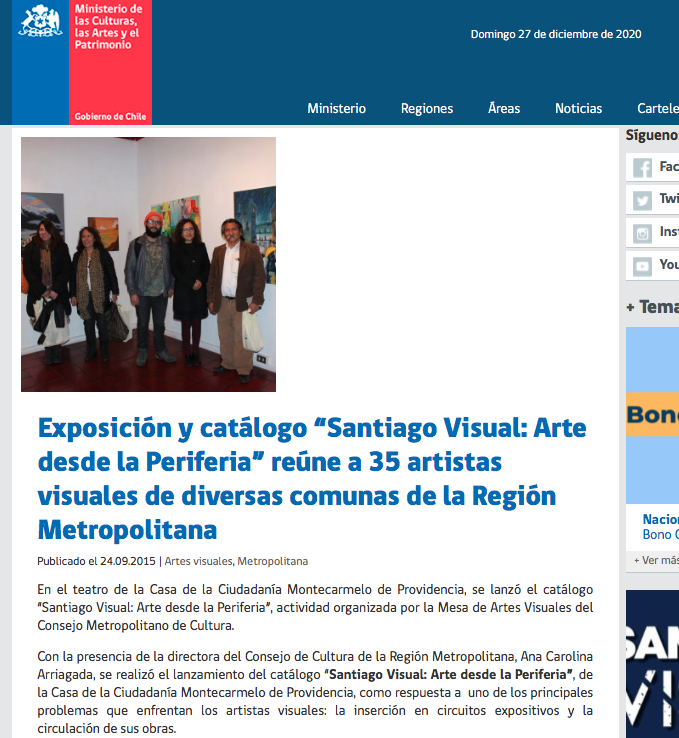 Ministerio de
las Culturas,
las Artes y el
Patrimonio
Gobierno de Chile
Domingo 27 de diciembre de 2020
Ministerio
Regiones
Áreas
Noticias
Cartele
Sígueno
Fac
Twi
Inst
You
+ Tema
Bono
Nacion
Bono C
+ Ver más
Exposición y catálogo “Santiago Visual: Arte
desde la Periferia” reúne a 35 artistas
visuales de diversas comunas de la Región
Metropolitana
Publicado el 24.09.2015 | Artes visuales, Metropolitana
En el teatro de la Casa de la Ciudadanía Montecarmelo de Providencia, se lanzó el catálogo
“Santiago Visual: Arte desde la Periferia”, actividad organizada por la Mesa de Artes Visuales del
Consejo Metropolitano de Cultura.
Con la presencia de la directora del Consejo de Cultura de la Región Metropolitana, Ana Carolina
Arriagada, se realizó el lanzamiento del catálogo “Santiago Visual: Arte desde la Periferia”, de
la Casa de la Ciudadanía Montecarmelo de Providencia, como respuesta a uno de los principales
problemas que enfrentan los artistas visuales: la inserción en circuitos expositivos y la
circulación de sus obras.